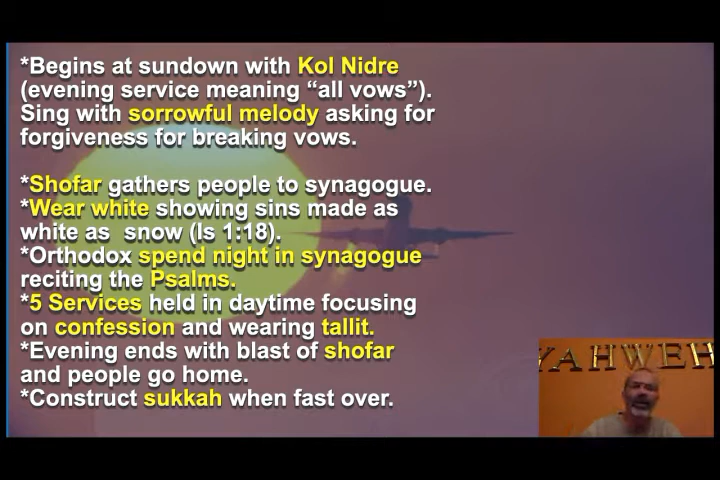 *Begins at sundown with Kol Nidre
(evening service meaning “all vows”).
Sing with sorrowful melody asking for
forgiveness for breaking vows.
*Shofar gathers people to synagogue.
*Wear white showing sins made as
white as snow (Is 1:18).
*Orthodox spend night in synagogue
reciting the Psalms.
*5 Services held in daytime focusing
on confession and wearing tallit.
*Evening ends with blast of shofar
and people go home.
*Construct sukkah when fast over.
YAHWEH